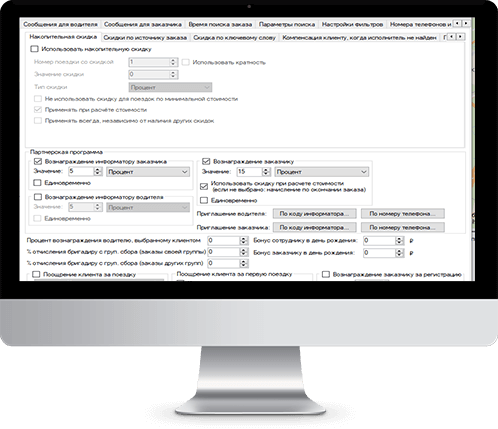 Сообщения для водителя Сообщения для заказчика Время поиска заказа Параметры поиска Настройки фильтров Номера телефонов и
Накопительная скидка Скидки по источнику заказа Скидка по ключевому слову Компенсация клиенту, когда исполнитель не найден
Использовать накопительную скидку
Номер поездки со скидкой 1 Использовать кратность
Значение скидки 0
Тип скидки Процент
Не использовать скидку для поездок по минимальной стоимости
Применять при расчёте стоимости
Применять всегда, независимо от наличия других скидок
Партнерская программа
Вознаграждение информатору заказчика Вознаграждение заказчику
Значение: 5 Процент Значение: 15 Процент
Единовременно Использовать скидку при расчете стоимости
(если не выбрано: начисление по окончании заказа)
Вознаграждение информатору водителя Единовременно
Значение: 5 Процент
Единовременно Приглашение водителя: По коду информатора... По номеру телефона...
Приглашение заказчика: По коду информатора... По номеру телефона...
Процент вознаграждения водителю, выбранному клиентом 0 Бонус сотруднику в день рождения: 0 ₽
% отчисления бригадиру с груп. сбора (заказы своей группы) 0 Бонус заказчику в день рождения: 0 ₽
% отчисления бригадиру с груп. сбора (заказы других групп) 0
Поощрение клиента за поездку Поощрение клиента за первую поездку Вознаграждение заказчику за регистрацию